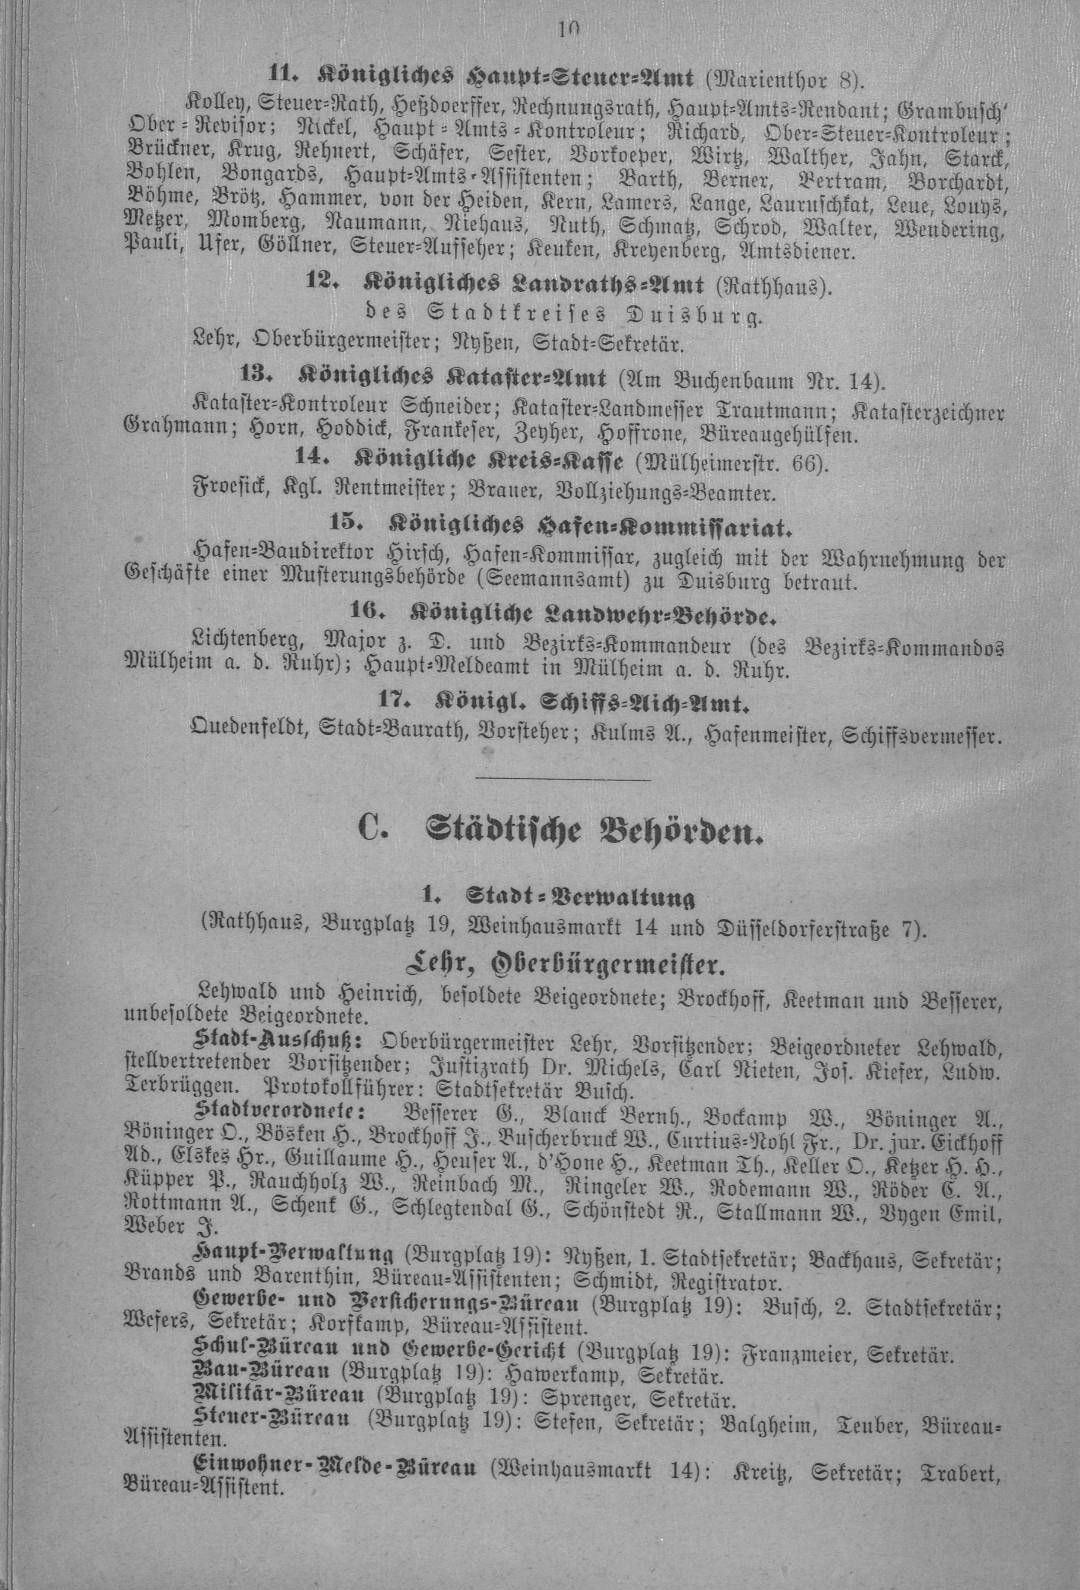 10
11. Königliches Haupt-Steuer-Amt (Marienthor 8).
Kolley, Steuer-Rath, Heßdoerffer, Rechnungsrath, Haupt-Amts-Rendant; Grambusch,
Ober-Revisor; Nickel, Haupt-Amts-Kontroleur; Richard, Ober-Steuer-Kontroleur;
Brückner, Krug, Rehnert, Schäfer, Sester, Vorkoeper, Wirtz, Walther, Jahn, Starck,
Bohlen, Bongards, Haupt-Amts-Assistenten; Barth, Berner, Bertram, Borchardt,
Böhme, Brötz, Hammer, von der Heiden, Kern, Lamers, Lange, Lauruschkat, Leue, Louys,
Metzer, Momberg, Naumann, Niehaus, Nuth, Schmatz, Schrod, Walter, Wendering,
Pauli, Ufer, Göllner, Steuer-Aufseher; Keuken, Kreyenberg, Amtsdiener.
12. Königliches Landraths-Amt (Rathhaus).
des Stadtkreises Duisburg.
Lehr, Oberbürgermeister; Nyßen, Stadt-Sekretär.
13. Königliches Kataster-Amt (Am Buchenbaum Nr. 14).
Kataster-Kontroleur Schneider; Kataster-Landmesser Trautmann; Katasterzeichner
Grahmann; Horn, Hoddick, Frankeser, Zeyher, Hoffrone, Büreaugehülfen.
14. Königliche Kreis-Kasse (Mülheimerstr. 66).
Froesick, Kgl. Rentmeister; Brauer, Vollziehungs-Beamter.
15. Königliches Hafen-Kommissariat.
Hafen-Baudirektor Hirsch, Hafen-Kommissar, zugleich mit der Wahrnehmung der
Geschäfte einer Musterungsbehörde (Seemannsamt) zu Duisburg betraut.
16. Königliche Landwehr-Behörde.
Lichtenberg, Major z. D. und Bezirks-Kommandeur (des Bezirks-Kommandos
Mülheim a. d. Ruhr); Haupt-Meldeamt in Mülheim a. d. Ruhr.
17. Königl. Schiffs-Aich-Amt.
Quedenfeldt, Stadt-Baurath, Vorsteher; Kulms A., Hafenmeister, Schiffsvermesser.
C. Städtische Behörden.
1. Stadt-Verwaltung
(Rathhaus, Burgplatz 19, Weinhausmarkt 14 und Düsseldorferstraße 7).
Lehr, Oberbürgermeister.
Lehwald und Heinrich, besoldete Beigeordnete; Brockhoff, Keetman und Besserer,
unbesoldete Beigeordnete.
Stadt-Ausschuß: Oberbürgermeister Lehr, Vorsitzender; Beigeordneter Lehwald,
stellvertretender Vorsitzender; Justizrath Dr. Michels, Carl Nieten, Jos. Kiefer, Ludw.
Terbrüggen. Protokollführer: Stadtsekretär Busch.
Stadtverordnete: Besserer G., Blanck Bernh., Bockamp W., Böninger A.,
Böninger O., Bösken H., Brockhoff J., Buscherbruck W., Curtius-Nohl Fr., Dr. jur. Eickhoff
Ad., Elskes Hr., Guillaume H., Heuser A., d'Hone H., Keetman Th., Keller O., Ketzer H. H.,
Küpper P., Rauchholz W., Reinbach M., Ringeler W., Rodemann W., Röder C. A.,
Rottmann A., Schenk G., Schlegtendal G., Schönstedt R., Stallmann W., Vygen Emil,
Weber J.
Haupt-Verwaltung (Burgplatz 19): Nyßen, 1. Stadtsekretär; Backhaus, Sekretär;
Brands und Barenthin, Büreau-Assistenten; Schmidt, Registrator.
Gewerbe- und Versicherungs-Büreau (Burgplatz 19): Busch, 2. Stadtsekretär;
Wefers, Sekretär; Korfkamp, Büreau-Assistent.
Schul-Büreau und Gewerbe-Gericht (Burgplatz 19): Franzmeier, Sekretär.
Bau-Büreau (Burgplatz 19): Hawerkamp, Sekretär.
Militär-Büreau (Burgplatz 19): Sprenger, Sekretär.
Steuer-Büreau (Burgplatz 19): Stefen, Sekretär; Balgheim, Teuber, Büreau-
Assistenten.
Einwohner-Melde-Büreau (Weinhausmarkt 14): Kreitz, Sekretär; Trabert,
Büreau-Assistent.